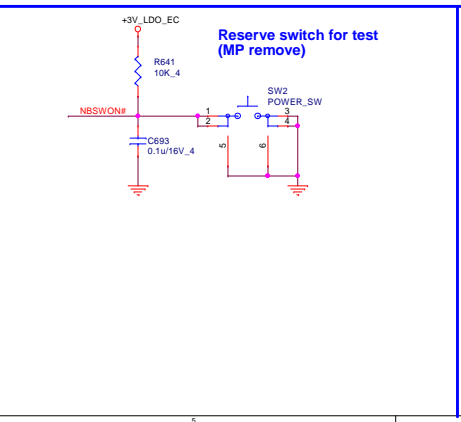 +3V_LDO_EC
Reserve switch for test
(MP remove)
R641
10K_4
SW2
POWER_SW
NBSWON#
1
2
3
4
C693
0.1u/16V_4
5
6
5